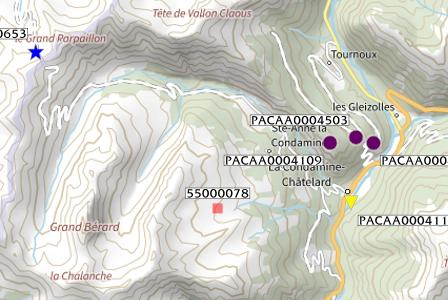 Tête de Vallon Claous
0653
le Grand Parpaillon
Tournoux
les Gleizolles
PACAA0004503
Ste-Anne la
Condamine
PACAA0004109
PACAA000
La Condamine-
Châtelard
55000078
PACAA000411
Grand Bérard
la Chalanche
T